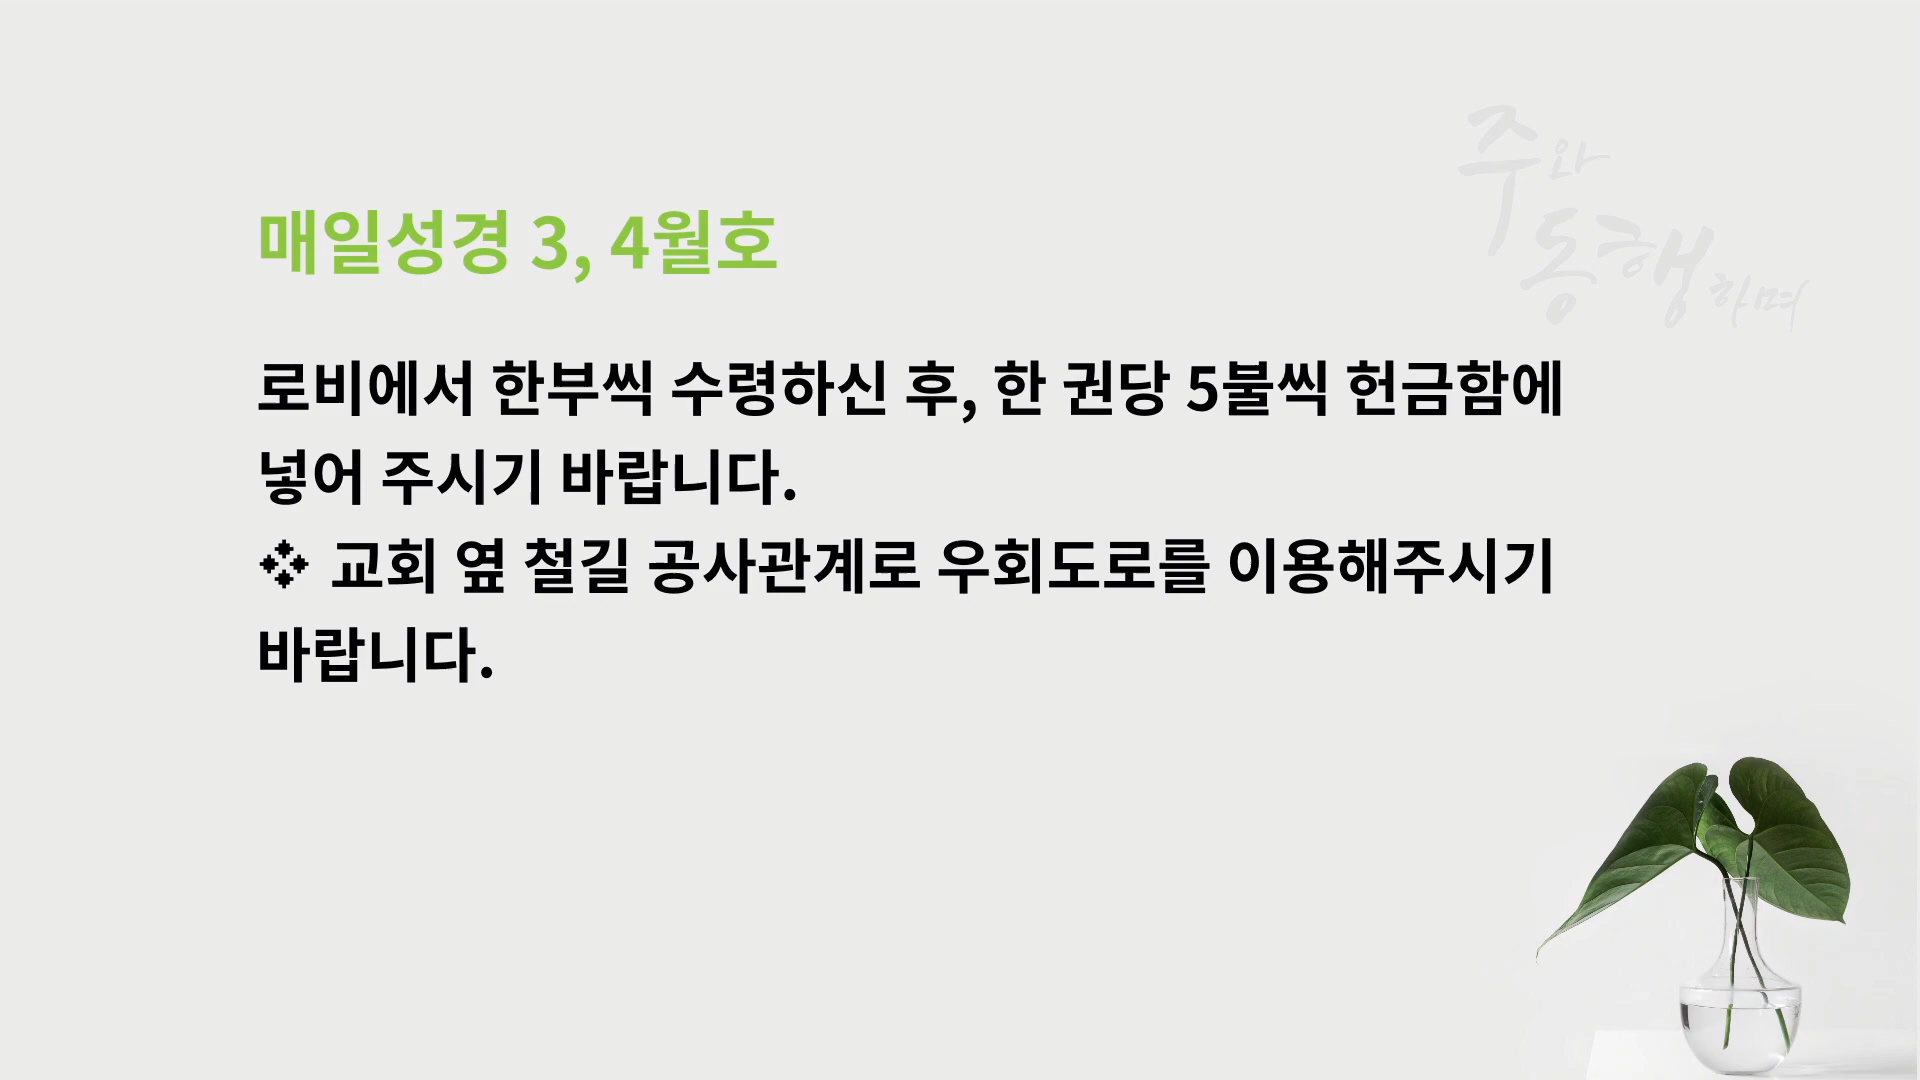 주와
동행하며
매일성경 3, 4월호
로비에서 한부씩 수령하신 후, 한 권당 5불씩 헌금함에
넣어 주시기 바랍니다.
❖ 교회 옆 철길 공사관계로 우회도로를 이용해주시기
바랍니다.